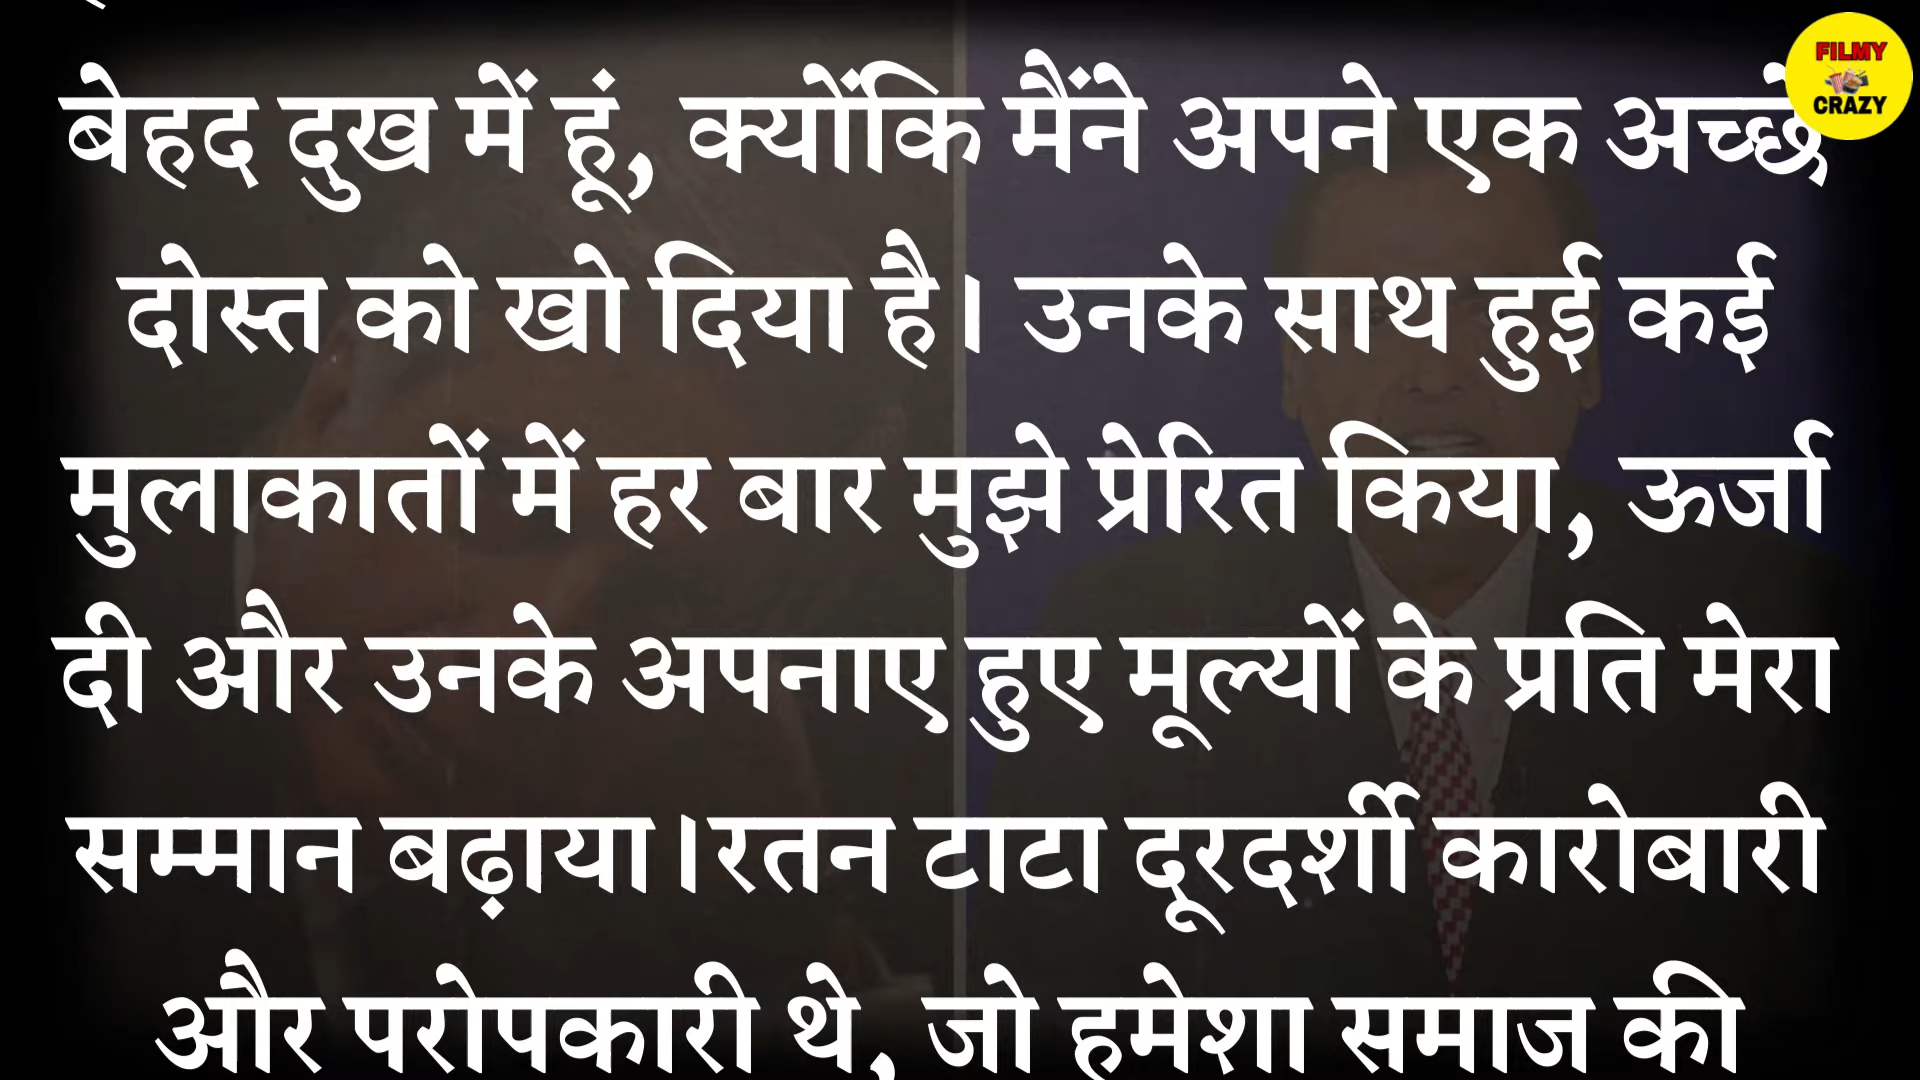 बेहद दुख में हूं, क्योंकि मैंने अपने एक अच्छे
दोस्त को खो दिया है। उनके साथ हुई कई
मुलाकातों में हर बार मुझे प्रेरित किया, ऊर्जा
दी और उनके अपनाए हुए मूल्यों के प्रति मेरा
सम्मान बढ़ाया।रतन टाटा दूरदर्शी कारोबारी
और परोपकारी थे, जो हमेशा समाज की
FILMY
CRAZY